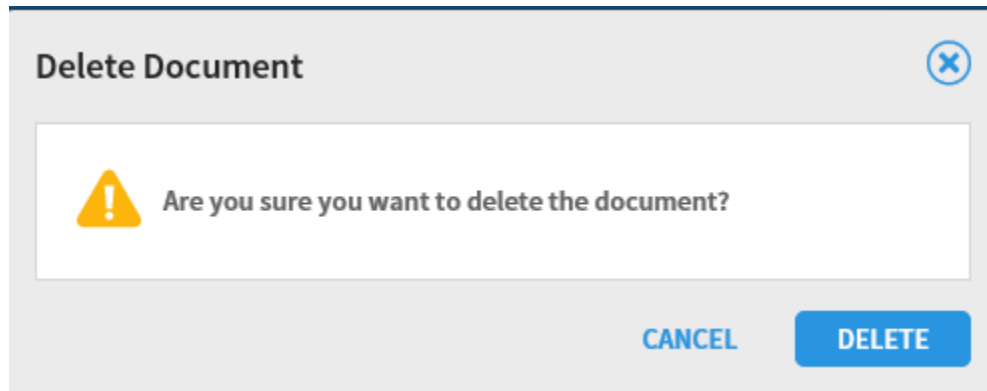 Delete Document
Are you sure you want to delete the document?
CANCEL
DELETE